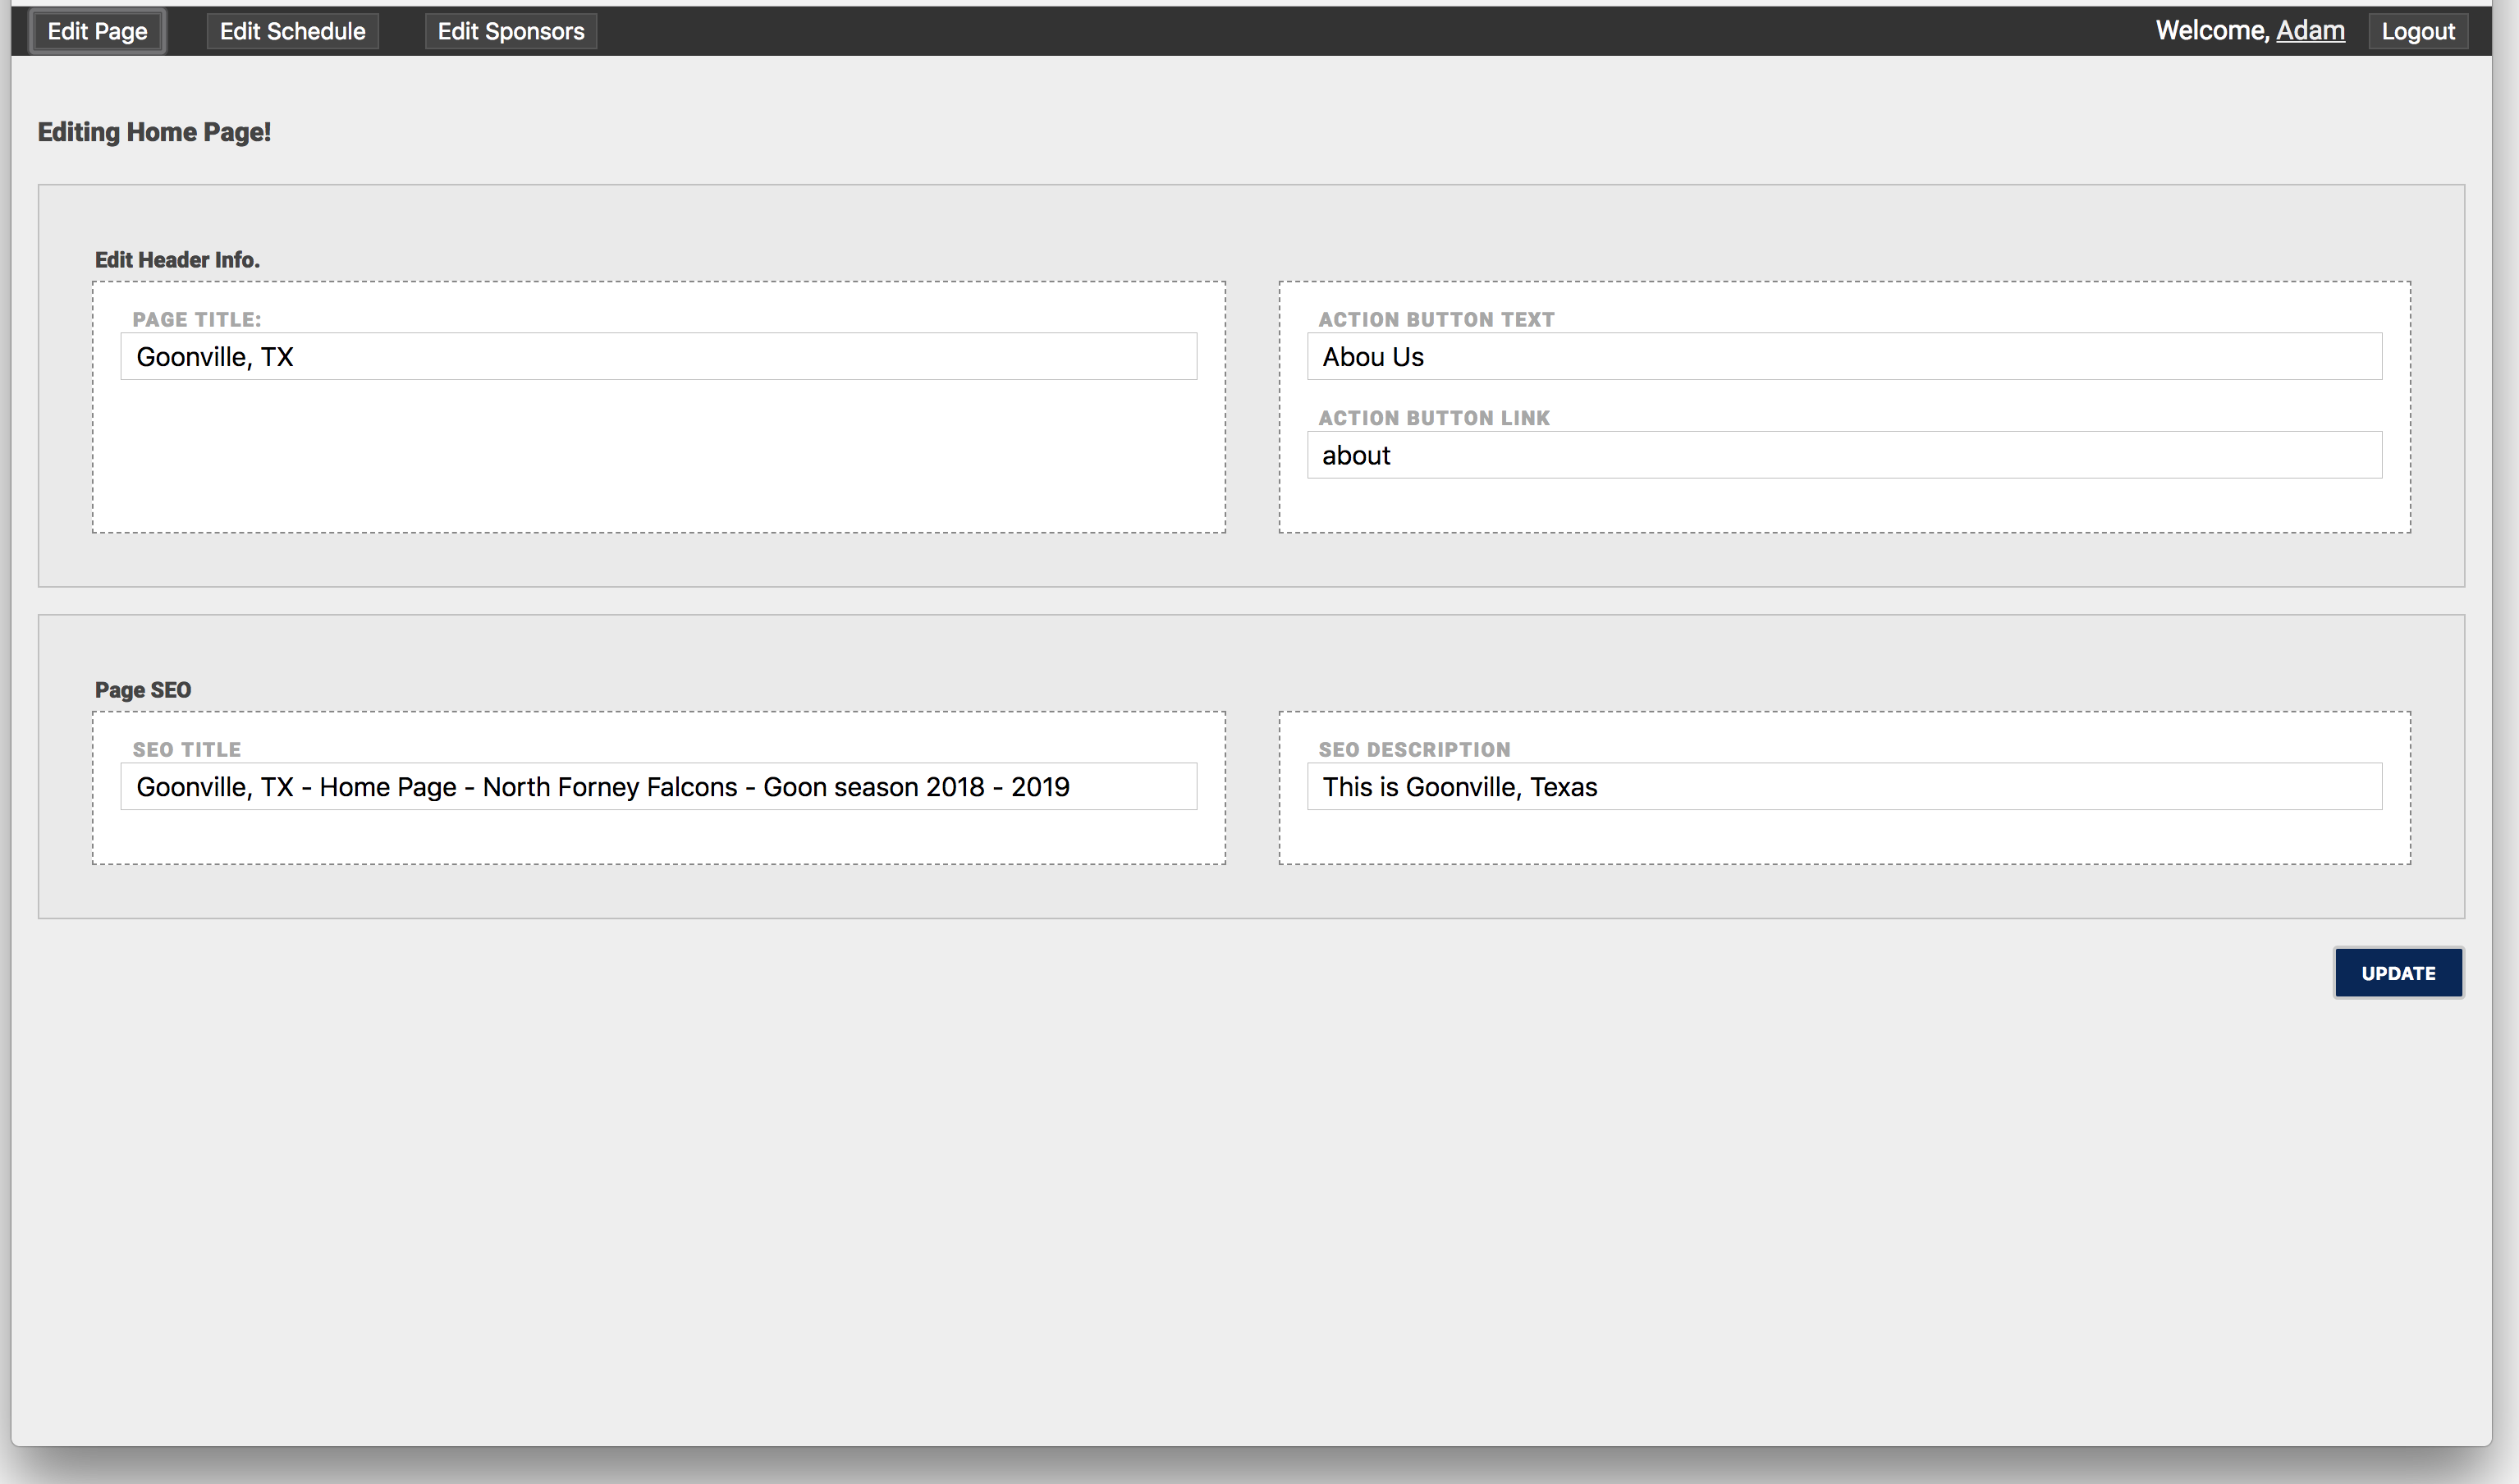 Edit Page Edit Schedule Edit Sponsors Welcome, Adam Logout
Editing Home Page!
Edit Header Info.
PAGE TITLE:
Goonville, TX
ACTION BUTTON TEXT
Abou Us
ACTION BUTTON LINK
about
Page SEO
SEO TITLE
Goonville, TX - Home Page - North Forney Falcons - Goon season 2018 - 2019
SEO DESCRIPTION
This is Goonville, Texas
UPDATE